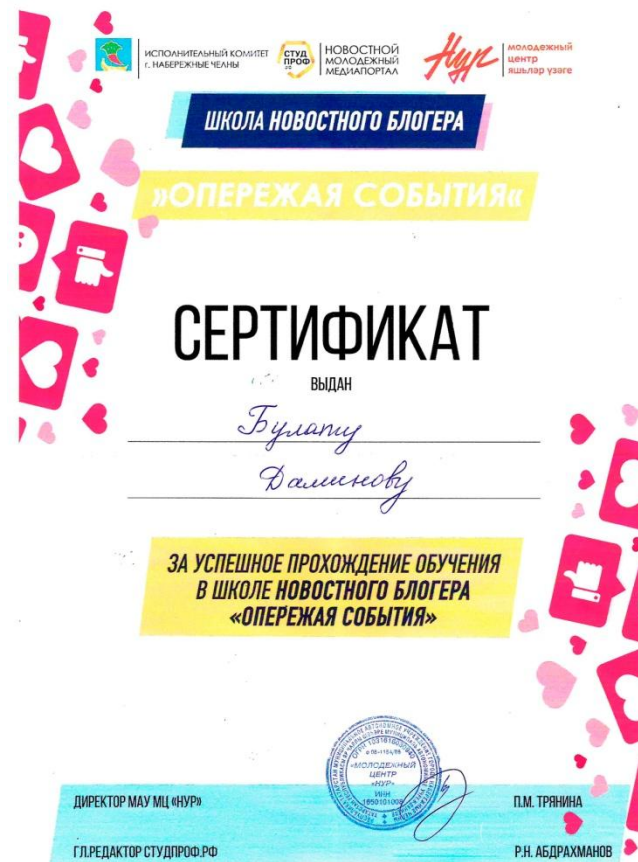 ИСПОЛНИТЕЛЬНЫЙ КОМИТЕТ
г. НАБЕРЕЖНЫЕ ЧЕЛНЫ
СТУД
ПРОФ
.РФ
НОВОСТНОЙ
МОЛОДЕЖНЫЙ
МЕДИАПОРТАЛ
Нур
молодежный
центр
яшьләр үзәге
ШКОЛА НОВОСТНОГО БЛОГЕРА
»ОПЕРЕЖАЯ СОБЫТИЯ«
СЕРТИФИКАТ
ВЫДАН
Булату
Даминову
ЗА УСПЕШНОЕ ПРОХОЖДЕНИЕ ОБУЧЕНИЯ
В ШКОЛЕ НОВОСТНОГО БЛОГЕРА
«ОПЕРЕЖАЯ СОБЫТИЯ»
«МОЛОДЕЖНЫЙ
ЦЕНТР
«НУР»
ИНН
ДИРЕКТОР МАУ МЦ «НУР»
П.М. ТРЯНИНА
ГЛ.РЕДАКТОР СТУДПРОФ.РФ
Р.Н. АБДРАХМАНОВ